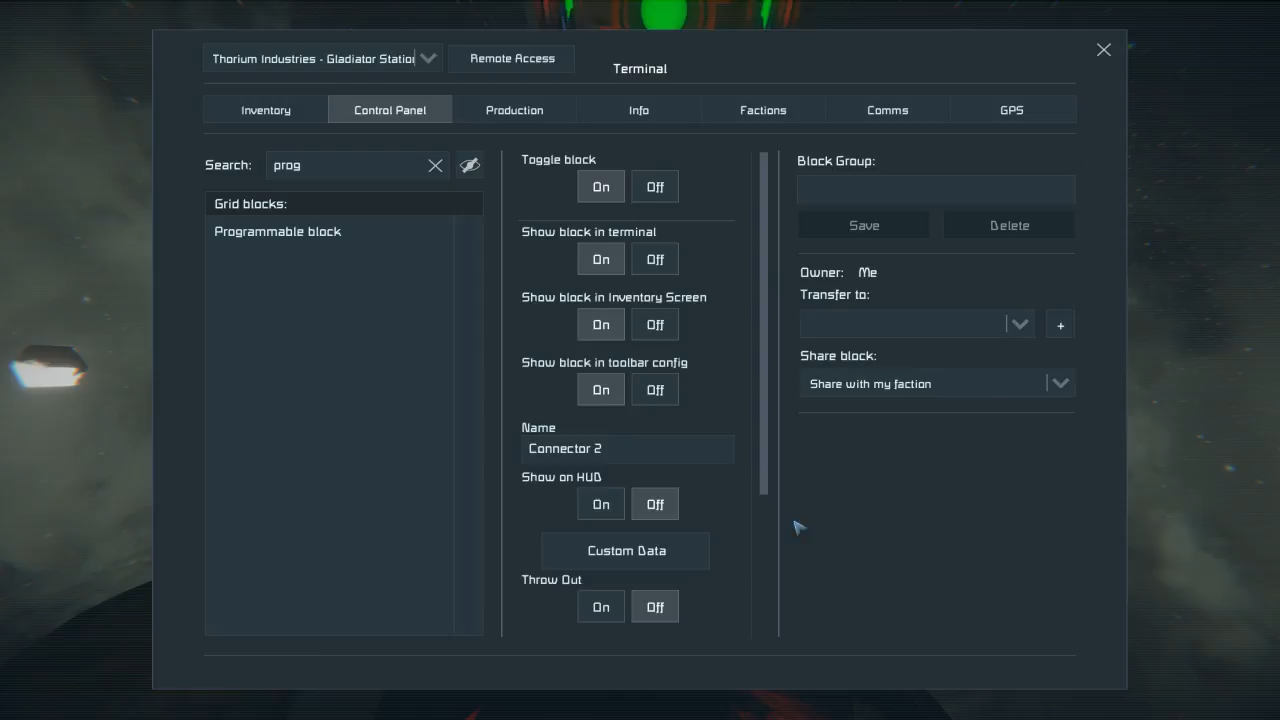 Thorium Industries - Gladiator Station
Remote Access
Terminal
Inventory
Control Panel
Production
Info
Factions
Comms
GPS
Search:
prog
Grid blocks:
Programmable block
Toggle block
On
Off
Show block in terminal
On
Off
Show block in Inventory Screen
On
Off
Show block in toolbar config
On
Off
Name
Connector 2
Show on HUD
On
Off
Custom Data
Throw Out
On
Off
Block Group:
Save
Delete
Owner: Me
Transfer to:
+
Share block:
Share with my faction